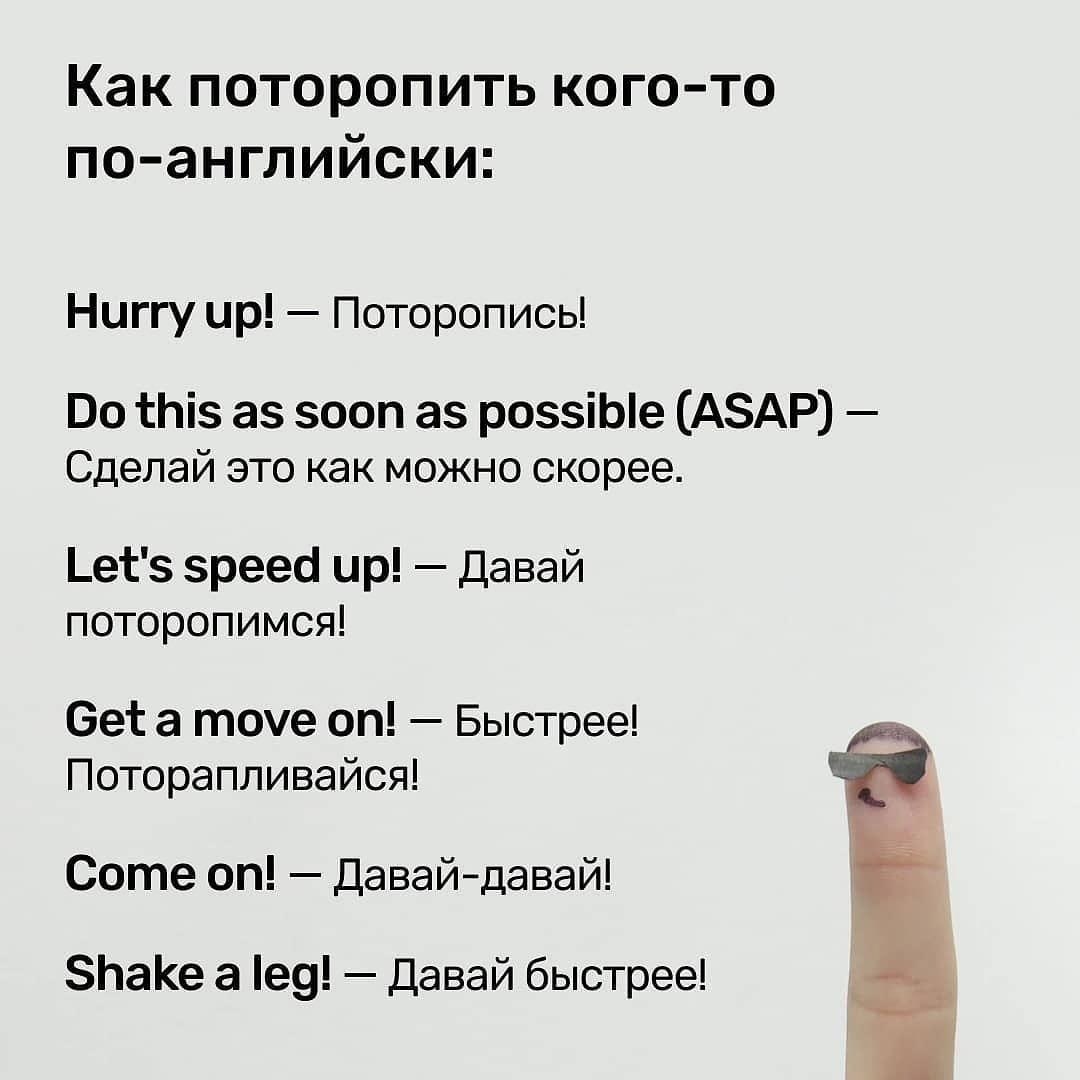 Как поторопить кого-то
по-английски:
Hurry up! — Поторопись!
Do this as soon as possible (ASAP) —
Сделай это как можно скорее.
Let's speed up! — Давай
поторопимся!
Get a move on! — Быстрее!
Поторапливайся!
Come on! — Давай-давай!
Shake a leg! — Давай быстрее!